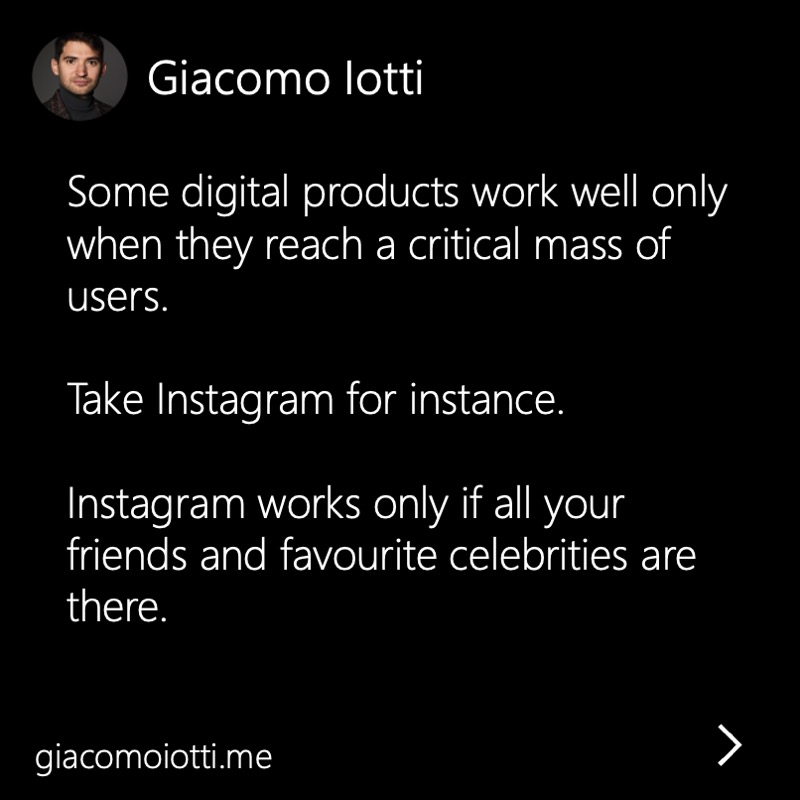 Giacomo Iotti
Some digital products work well only
when they reach a critical mass of
users.
Take Instagram for instance.
Instagram works only if all your
friends and favourite celebrities are
there.
giacomoiotti.me